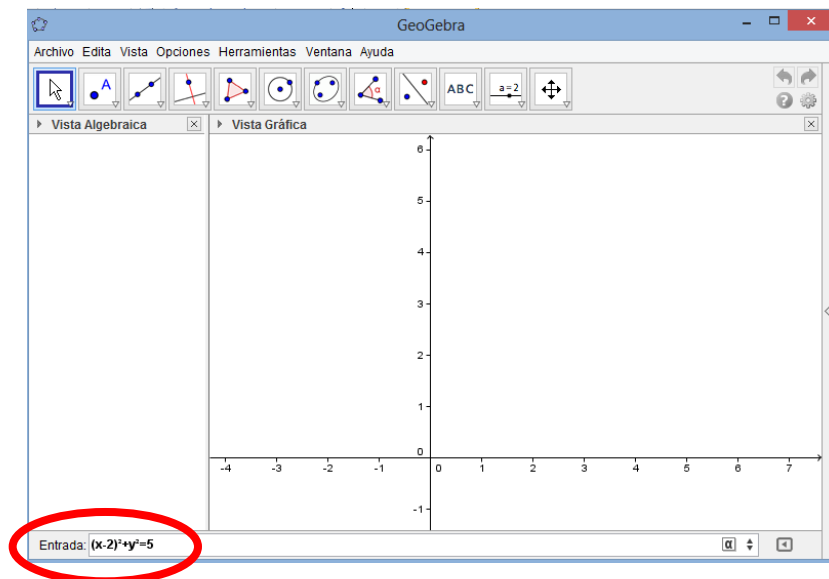 GeoGebra
Archivo Edita Vista Opciones Herramientas Ventana Ayuda
A α ABC a=2
Vista Algebraica Vista Gráfica
6
5
4
3
2
1
0
-4 -3 -2 -1 0 1 2 3 4 5 6 7
-1
Entrada: (x-2)²+y²=5 α